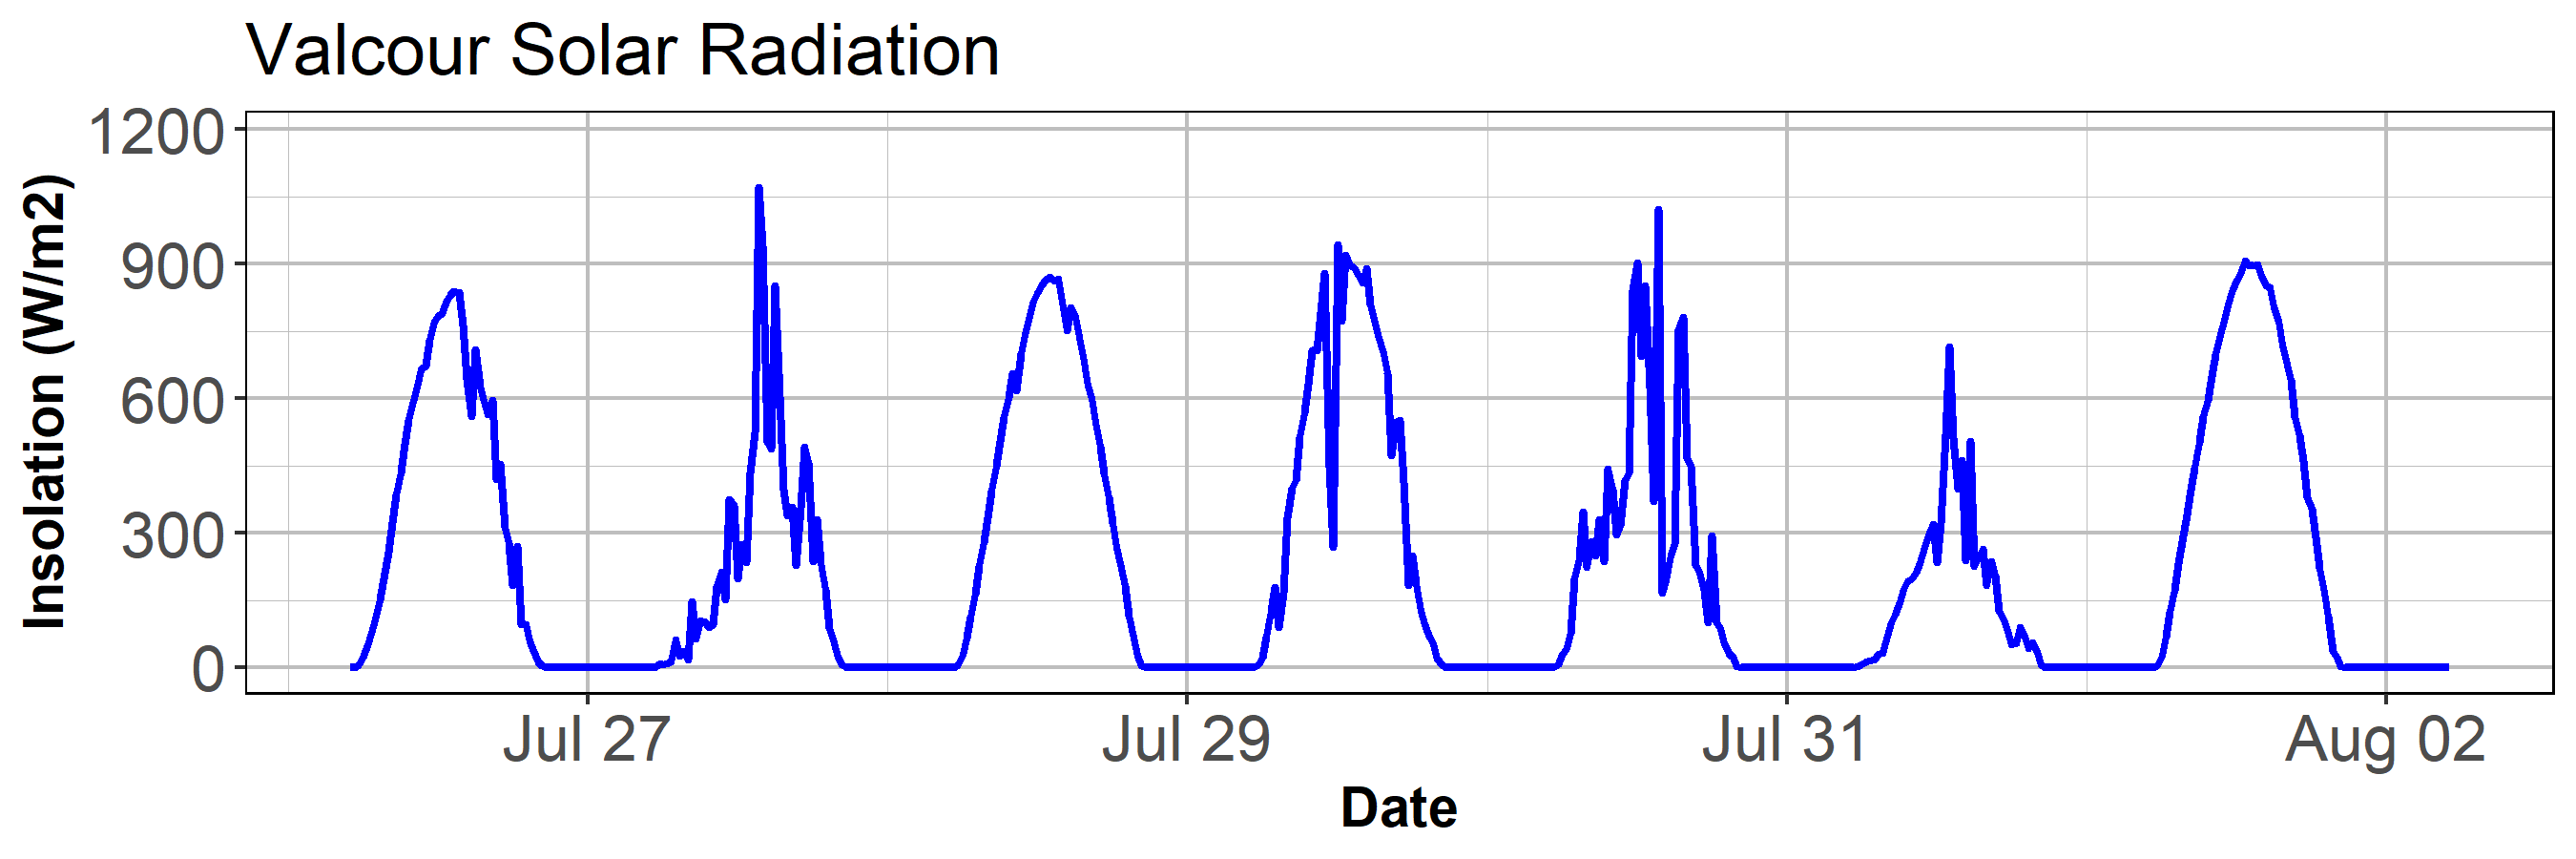 Valcour Solar Radiation
Insolation (W/m2)
1200
900
600
300
0
Jul 27 Jul 29 Jul 31 Aug 02
Date